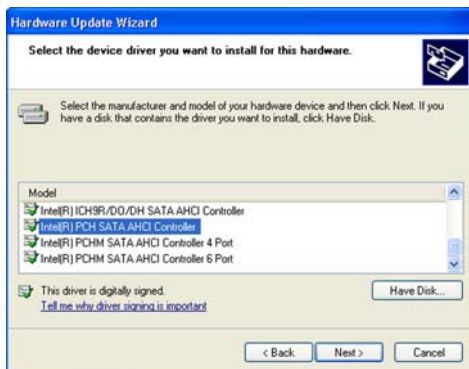 Hardware Update Wizard
Select the device driver you want to install for this hardware.
Select the manufacturer and model of your hardware device and then click Next. If you
have a disk that contains the driver you want to install, click Have Disk.
Model
Intel(R) ICH9R/DO/DH SATA AHCI Controller
Intel(R) PCH SATA AHCI Controller
Intel(R) PCHM SATA AHCI Controller 4 Port
Intel(R) PCHM SATA AHCI Controller 6 Port
This driver is digitally signed.
Have Disk...
Tell me why driver signing is important
< Back
Next >
Cancel